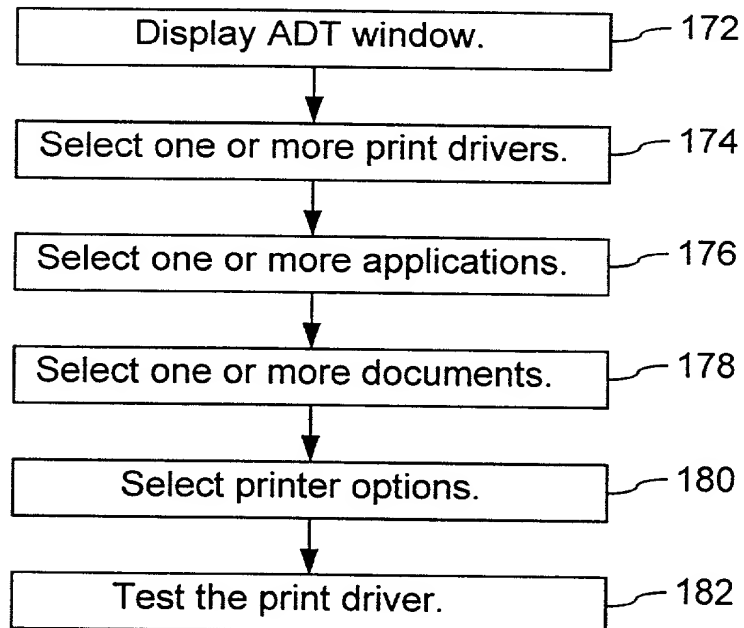 Display ADT window.
172
Select one or more print drivers.
174
Select one or more applications.
176
Select one or more documents.
178
Select printer options.
180
Test the print driver.
182